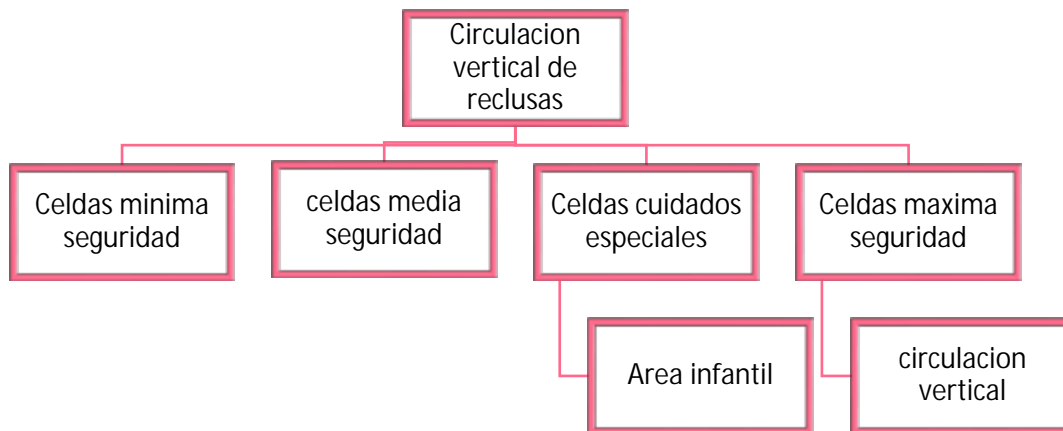 Circulacion
vertical de
reclusas
Celdas minima
seguridad
celdas media
seguridad
Celdas cuidados
especiales
Celdas maxima
seguridad
Area infantil
circulacion
vertical